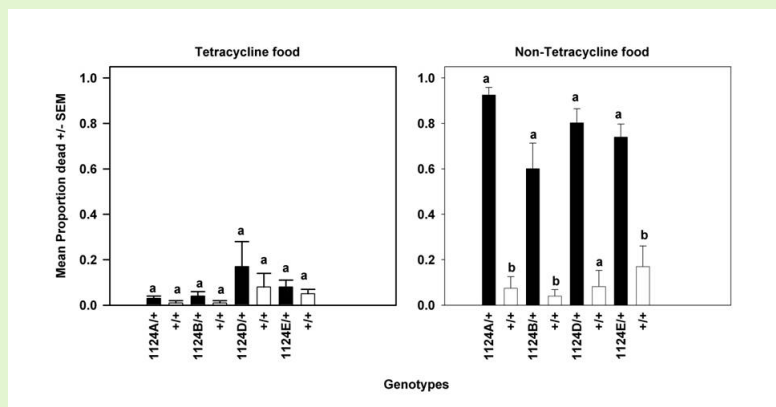 Tetracycline food
Non-Tetracycline food
Mean Proportion dead +/- SEM
1.0
0.8
0.6
0.4
0.2
0.0
a
a
a
a
a
a
a
a
1124A/+
+/+
1124B/+
+/+
1124D/+
+/+
1124E/+
+/+
1.0
0.8
0.6
0.4
0.2
0.0
a
b
a
b
a
a
a
b
1124A/+
+/+
1124B/+
+/+
1124D/+
+/+
1124E/+
+/+
Genotypes